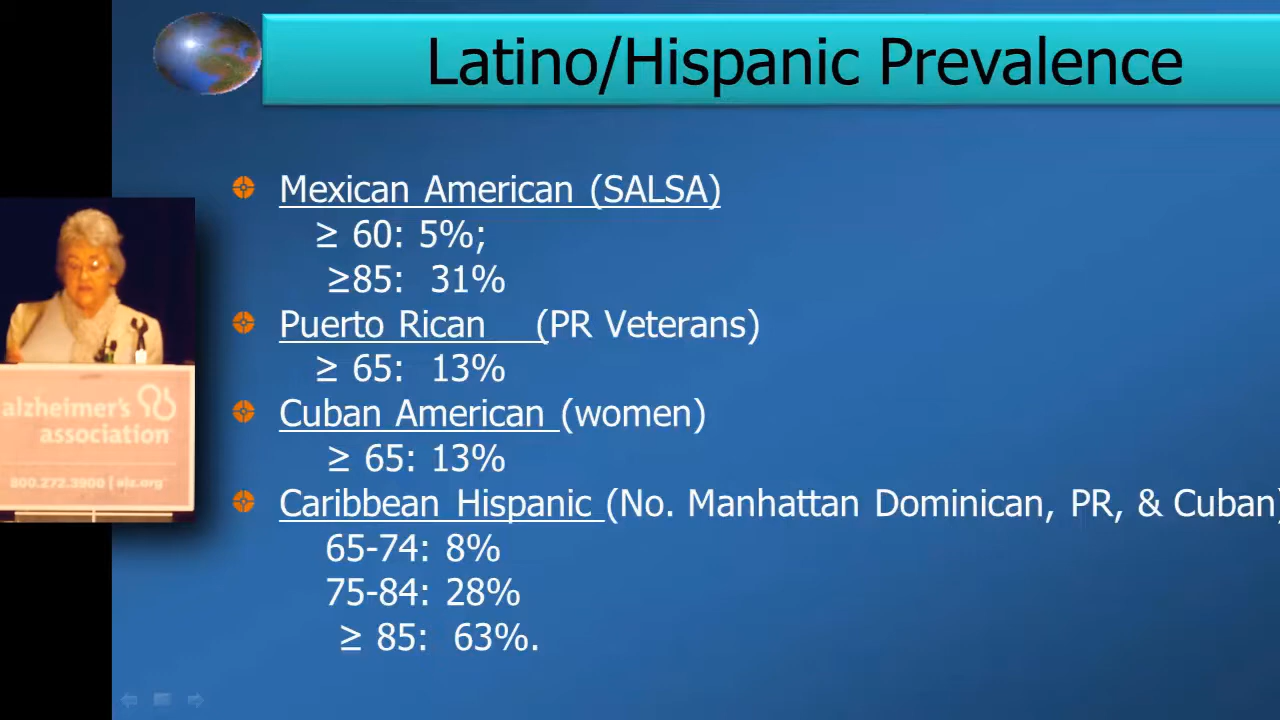 Latino/Hispanic Prevalence
Mexican American (SALSA)
≥ 60: 5%;
≥85: 31%
Puerto Rican (PR Veterans)
≥ 65: 13%
Cuban American (women)
≥ 65: 13%
Caribbean Hispanic (No. Manhattan Dominican, PR, & Cuban)
65-74: 8%
75-84: 28%
≥ 85: 63%.
alzheimer's
association
800.272.3900 | alz.org